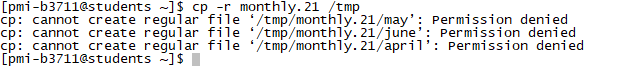 [pmi-b3711@students ~]$ cp -r monthly.21 /tmp
cp: cannot create regular file ‘/tmp/monthly.21/may’: Permission denied
cp: cannot create regular file ‘/tmp/monthly.21/june’: Permission denied
cp: cannot create regular file ‘/tmp/monthly.21/april’: Permission denied
[pmi-b3711@students ~]$